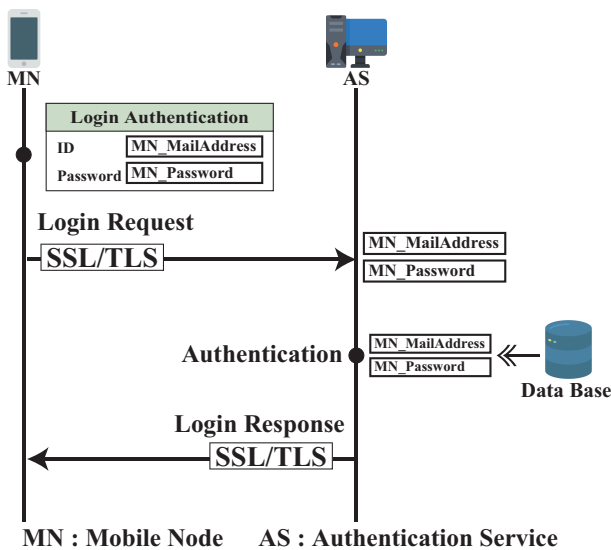 MN
AS
Login Authentication
ID MN_MailAddress
Password MN_Password
Login Request
SSL/TLS
MN_MailAddress
MN_Password
Authentication
MN_MailAddress
MN_Password
Data Base
Login Response
SSL/TLS
MN : Mobile Node AS : Authentication Service